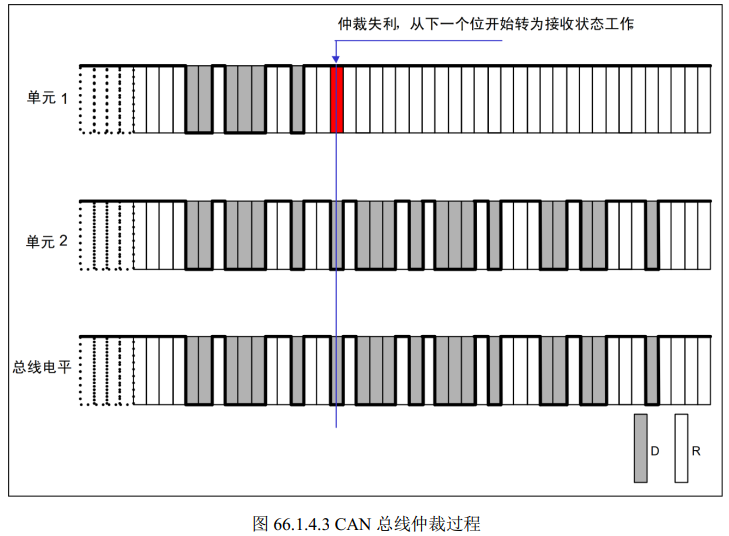 仲裁失利，从下一个位开始转为接收状态工作
单元 1
单元 2
总线电平
D
R
图 66.1.4.3 CAN 总线仲裁过程